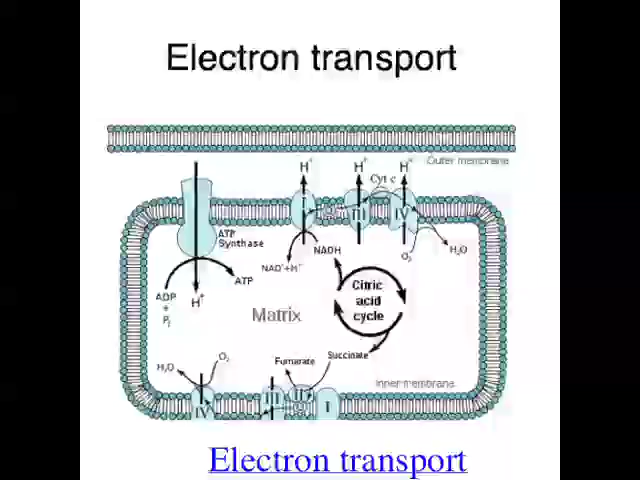 Electron transport
Outer membrane
H+
H+
H+
Cyt c
I
III
IV
ATP
Synthase
NADH
NAD++H+
O2
H2O
ATP
ADP
+
Pi
H+
Matrix
Citric
acid
cycle
Succinate
Fumarate
O2
H2O
Inner membrane
IV
III
II
I
Electron transport